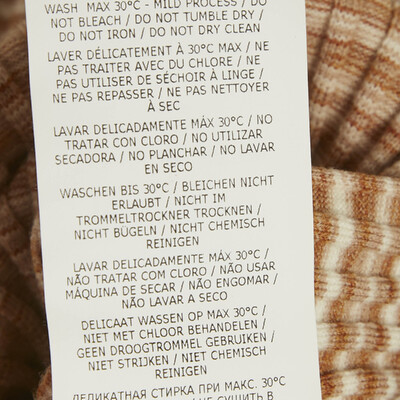 WASH MAX 30°C - MILD PROCESS / DO
NOT BLEACH / DO NOT TUMBLE DRY /
DO NOT IRON / DO NOT DRY CLEAN
LAVER DÉLICATEMENT À 30°C MAX / NE
PAS TRAITER AVEC DU CHLORE / NE
PAS UTILISER DE SÉCHOIR À LINGE /
NE PAS REPASSER / NE PAS NETTOYER
À SEC
LAVAR DELICADAMENTE MÁX 30°C / NO
TRATAR CON CLORO / NO UTILIZAR
SECADORA / NO PLANCHAR / NO LAVAR
EN SECO
WASCHEN BIS 30°C / BLEICHEN NICHT
ERLAUBT / NICHT IM
TROMMELTROCKNER TROCKNEN /
NICHT BÜGELN / NICHT CHEMISCH
REINIGEN
LAVAR DELICADAMENTE MÁX 30°C /
NÃO TRATAR COM CLORO / NÃO USAR
MÁQUINA DE SECAR / NÃO ENGOMAR /
NÃO LAVAR A SECO
DELICAAT WASSEN OP MAX 30°C /
NIET MET CHLOOR BEHANDELEN /
GEEN DROOGTROMMEL GEBRUIKEN /
NIET STRIJKEN / NIET CHEMISCH
REINIGEN
ДЕЛИКАТНАЯ СТИРКА ПРИ МАКС. 30°C
НЕ СУШИТЬ В